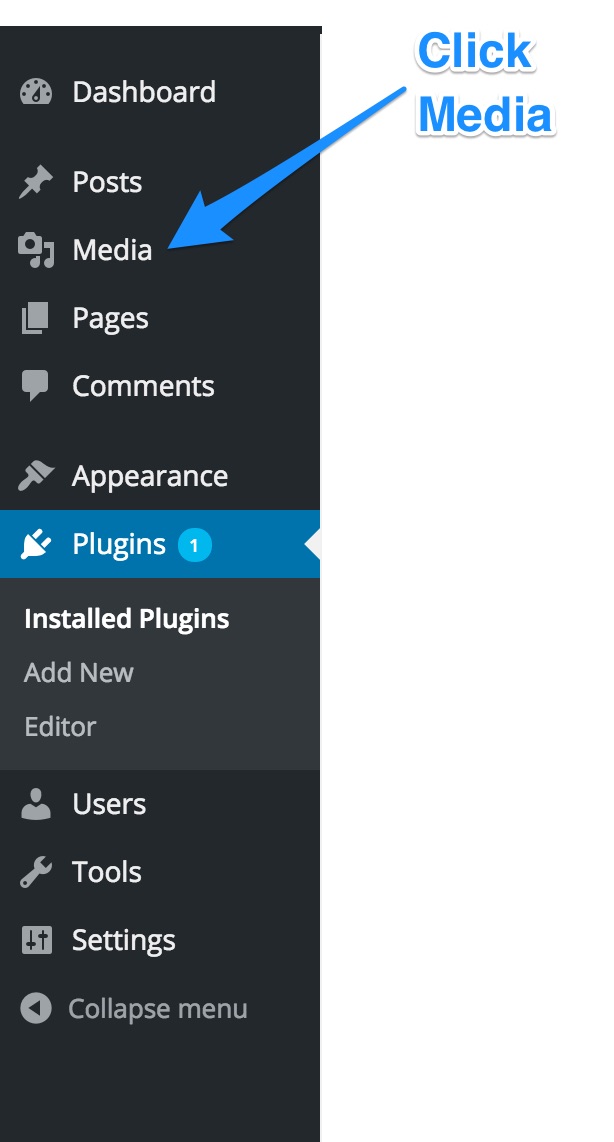 Click
Media
Dashboard
Posts
Media
Pages
Comments
Appearance
Plugins 1
Installed Plugins
Add New
Editor
Users
Tools
Settings
Collapse menu